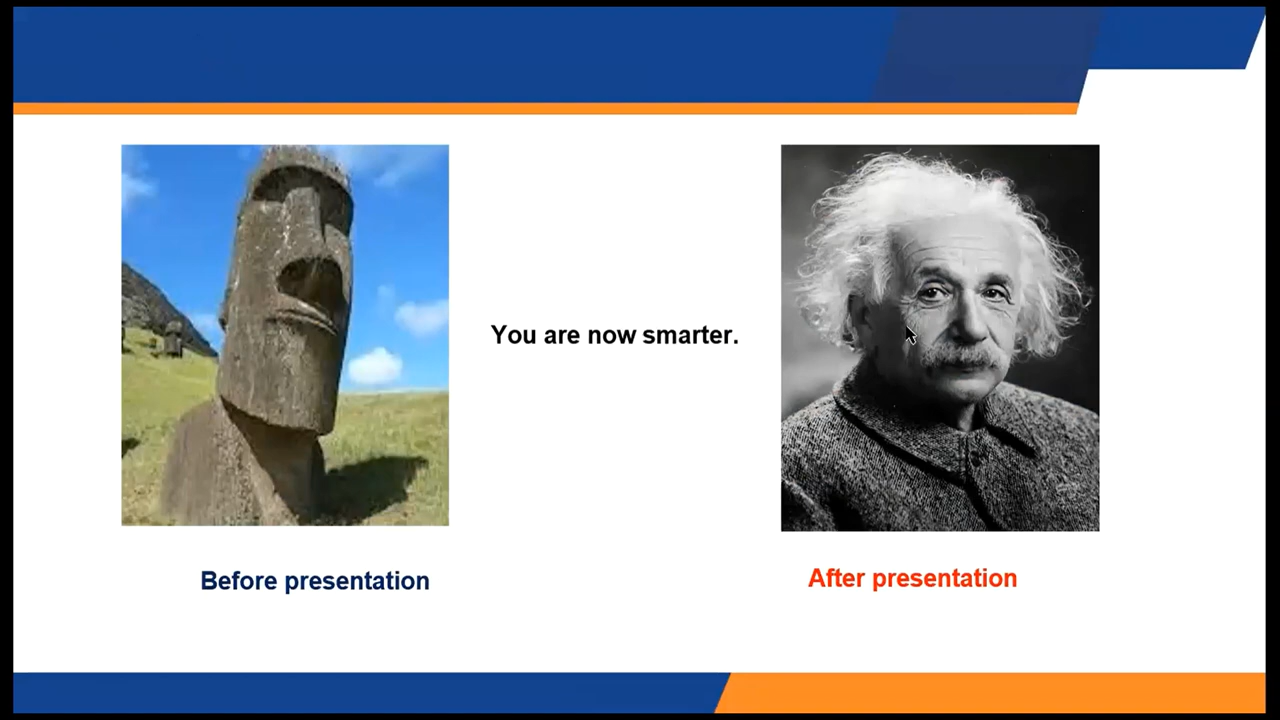 You are now smarter.
Before presentation
After presentation